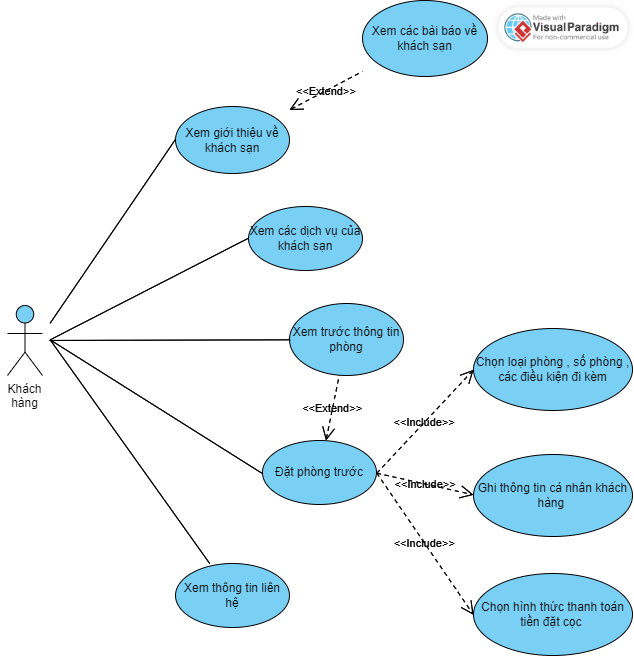 Made with
VisualParadigm
For non-commercial use
Xem các bài báo về
khách sạn
<<Extend>>
Xem giới thiệu về
khách sạn
Xem các dịch vụ của
khách sạn
Xem trước thông tin
phòng
Khách
hàng
<<Extend>>
Chọn loại phòng , số phòng ,
các điều kiện đi kèm
<<Include>>
Đặt phòng trước
<<Include>>
Ghi thông tin cá nhân khách
hàng
<<Include>>
Xem thông tin liên
hệ
Chọn hình thức thanh toán
tiền đặt cọc